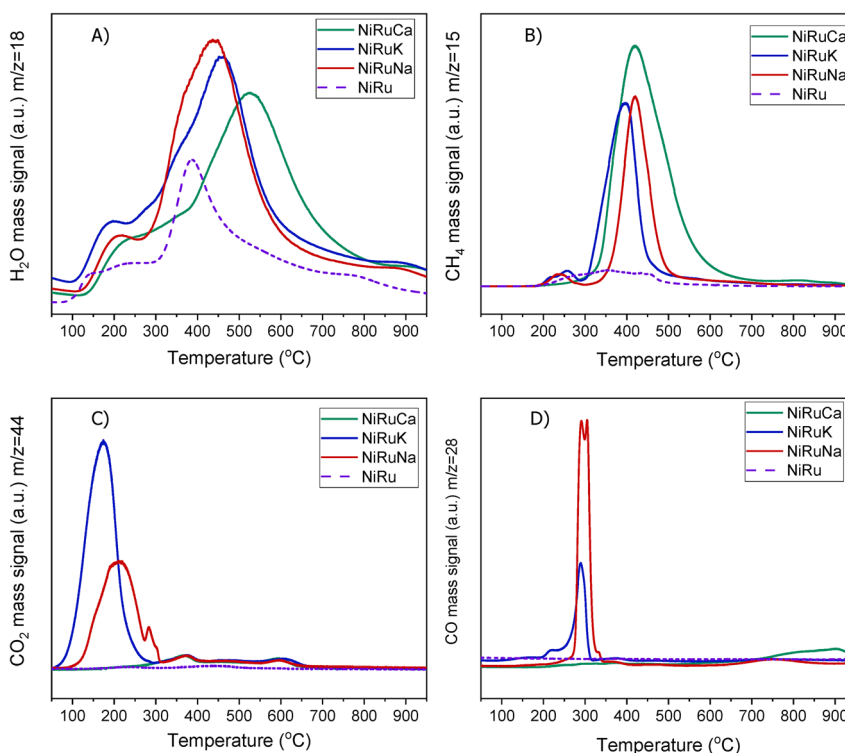 A)
NiRuCa
NiRuK
NiRuNa
NiRu
H2O mass signal (a.u.) m/z=18
100 200 300 400 500 600 700 800 900
Temperature (°C)
B)
NiRuCa
NiRuK
NiRuNa
NiRu
CH4 mass signal (a.u.) m/z=15
100 200 300 400 500 600 700 800 900
Temperature (°C)
C)
NiRuCa
NiRuK
NiRuNa
NiRu
CO2 mass signal (a.u.) m/z=44
100 200 300 400 500 600 700 800 900
Temperature (°C)
D)
NiRuCa
NiRuK
NiRuNa
NiRu
CO mass signal (a.u.) m/z=28
100 200 300 400 500 600 700 800 900
Temperature (°C)